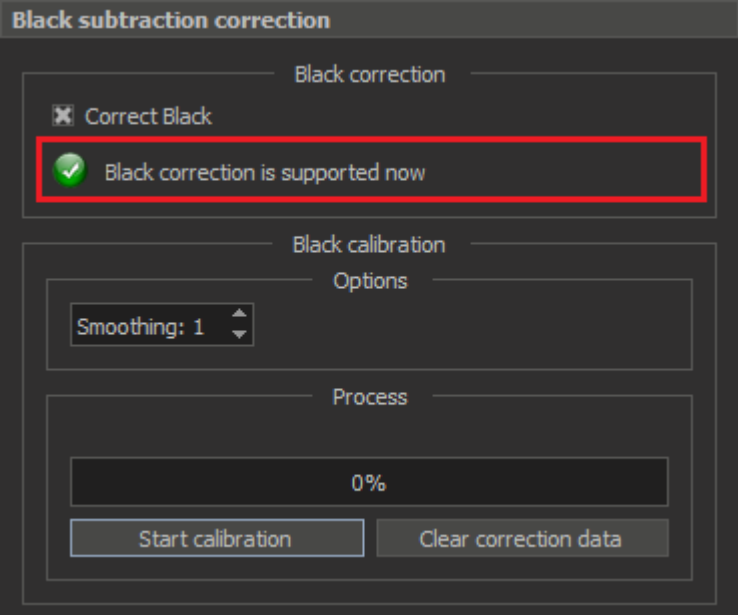 Black subtraction correction
Black correction
Correct Black
Black correction is supported now
Black calibration
Options
Smoothing: 1
Process
0%
Start calibration
Clear correction data